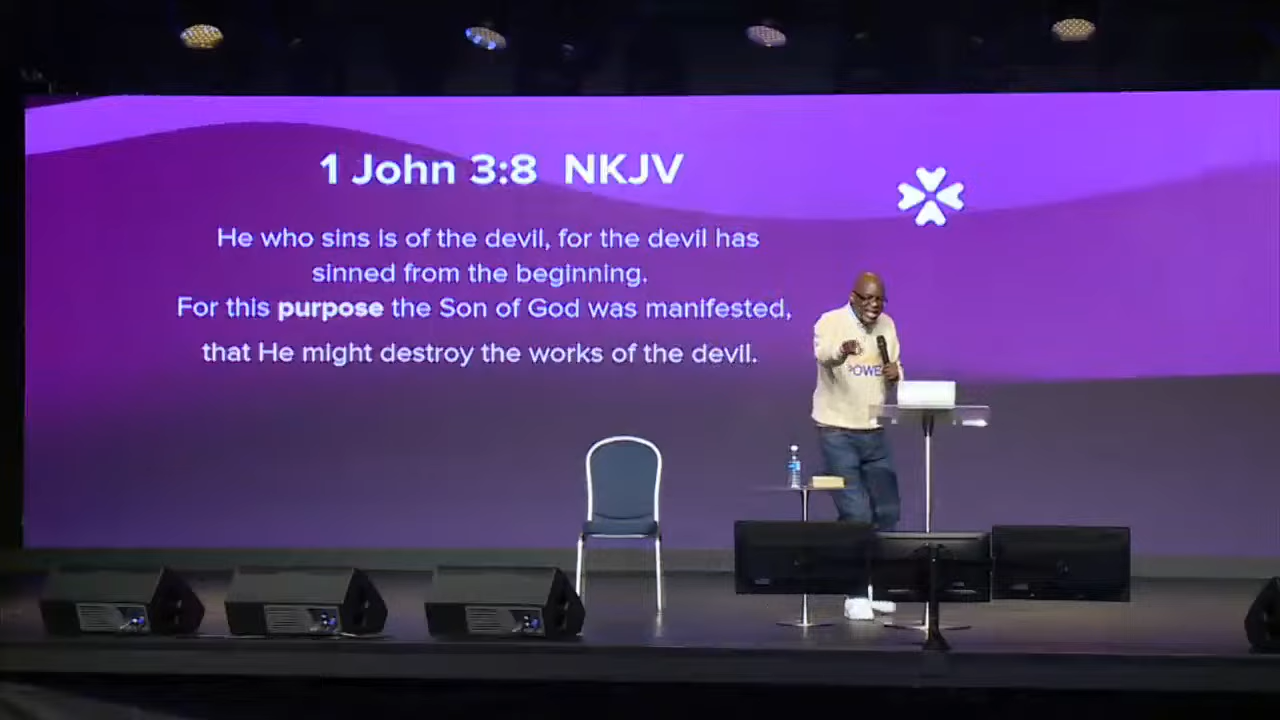 1 John 3:8 NKJV
He who sins is of the devil, for the devil has
sinned from the beginning.
For this purpose the Son of God was manifested,
that He might destroy the works of the devil.
POWE